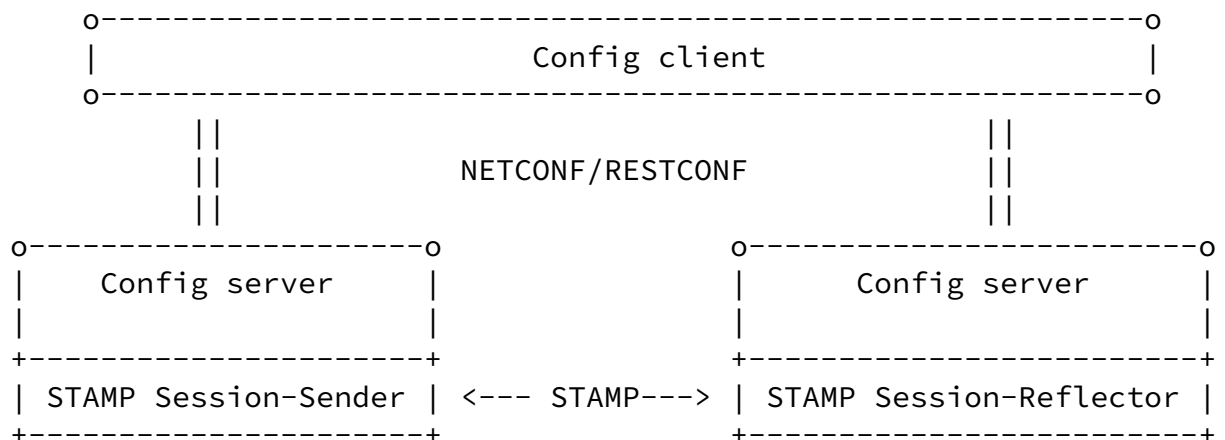 Config client
NETCONF/RESTCONF
Config server Config server
STAMP Session-Sender <--- STAMP---> STAMP Session-Reflector